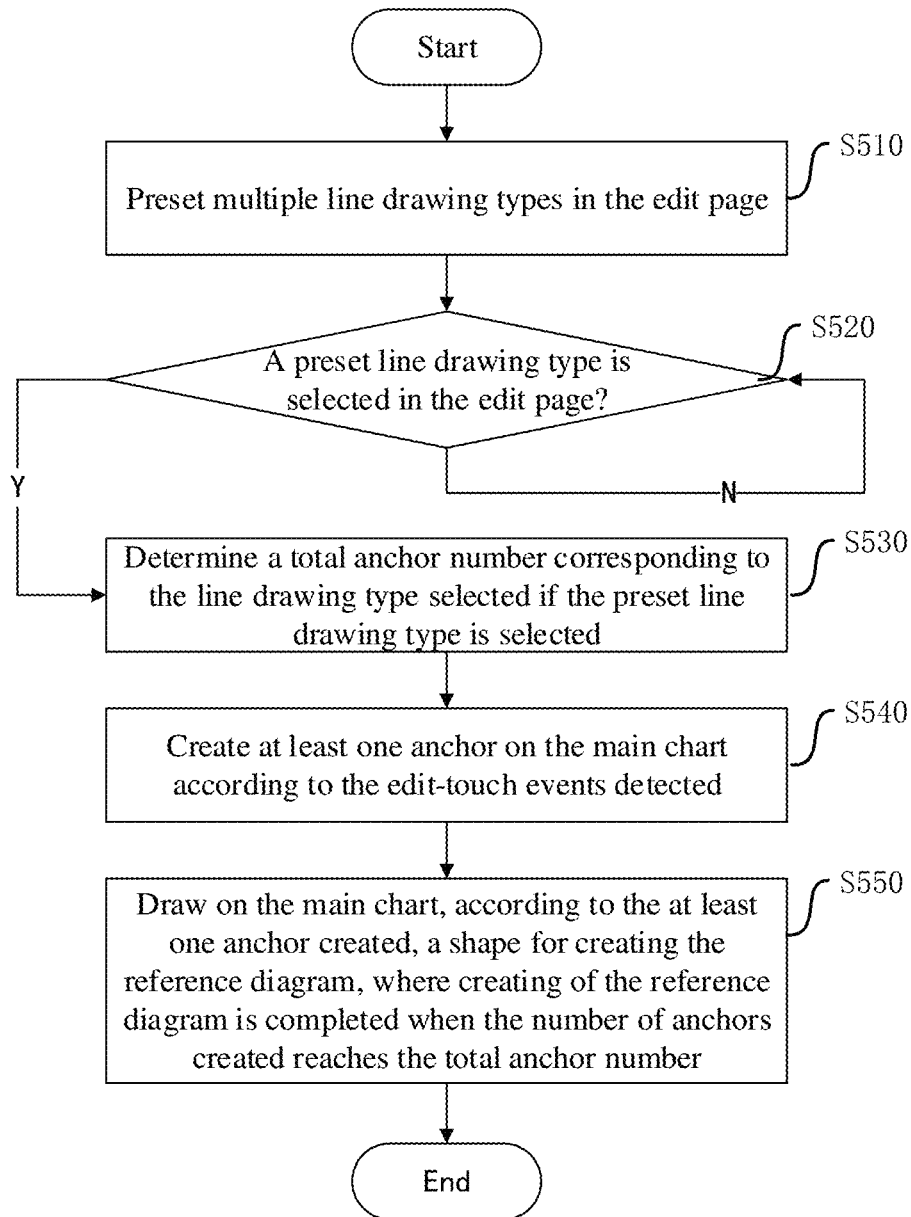 Start
S510
Preset multiple line drawing types in the edit page
S520
A preset line drawing type is
selected in the edit page?
Y
N
S530
Determine a total anchor number corresponding to
the line drawing type selected if the preset line
drawing type is selected
S540
Create at least one anchor on the main chart
according to the edit-touch events detected
S550
Draw on the main chart, according to the at least
one anchor created, a shape for creating the
reference diagram, where creating of the reference
diagram is completed when the number of anchors
created reaches the total anchor number
End